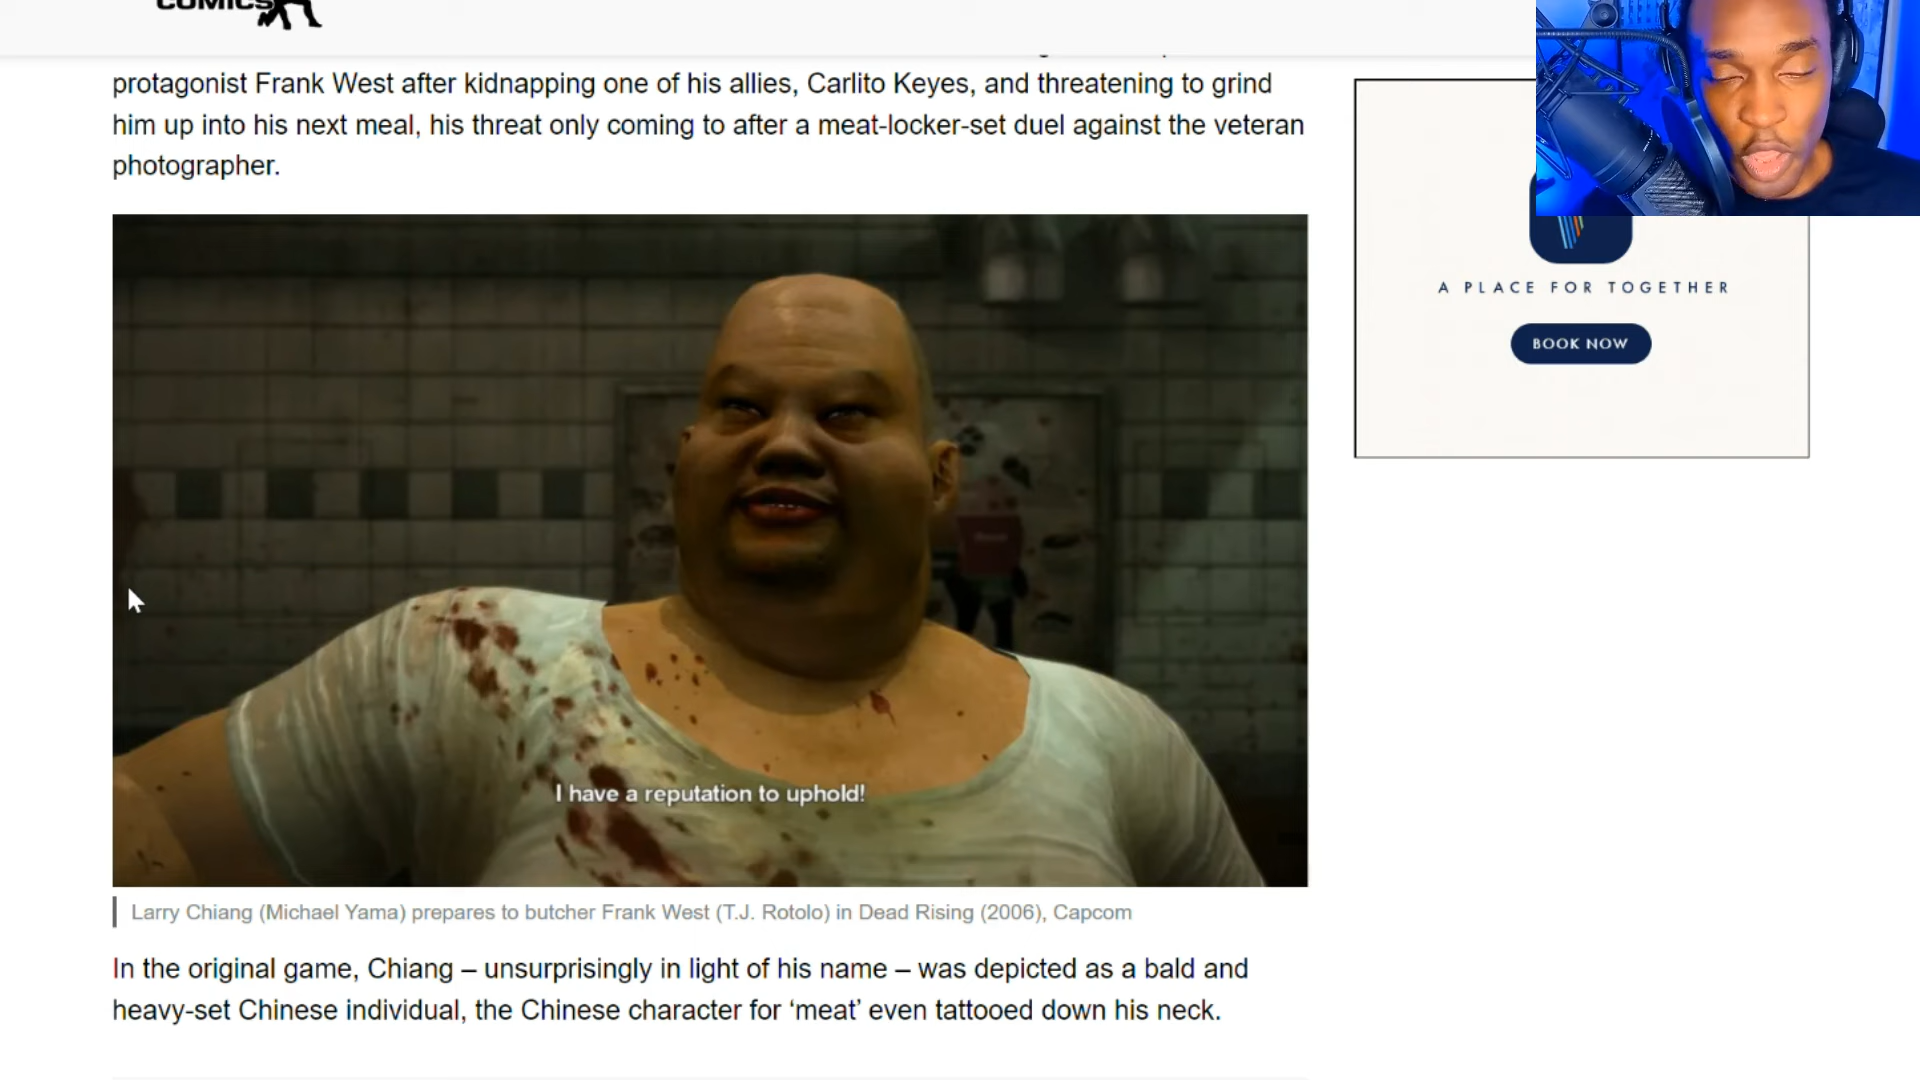 COMICS
protagonist Frank West after kidnapping one of his allies, Carlito Keyes, and threatening to grind
him up into his next meal, his threat only coming to after a meat-locker-set duel against the veteran
photographer.
A PLACE FOR TOGETHER
BOOK NOW
I have a reputation to uphold!
Larry Chiang (Michael Yama) prepares to butcher Frank West (T.J. Rotolo) in Dead Rising (2006), Capcom
In the original game, Chiang – unsurprisingly in light of his name – was depicted as a bald and
heavy-set Chinese individual, the Chinese character for ‘meat’ even tattooed down his neck.